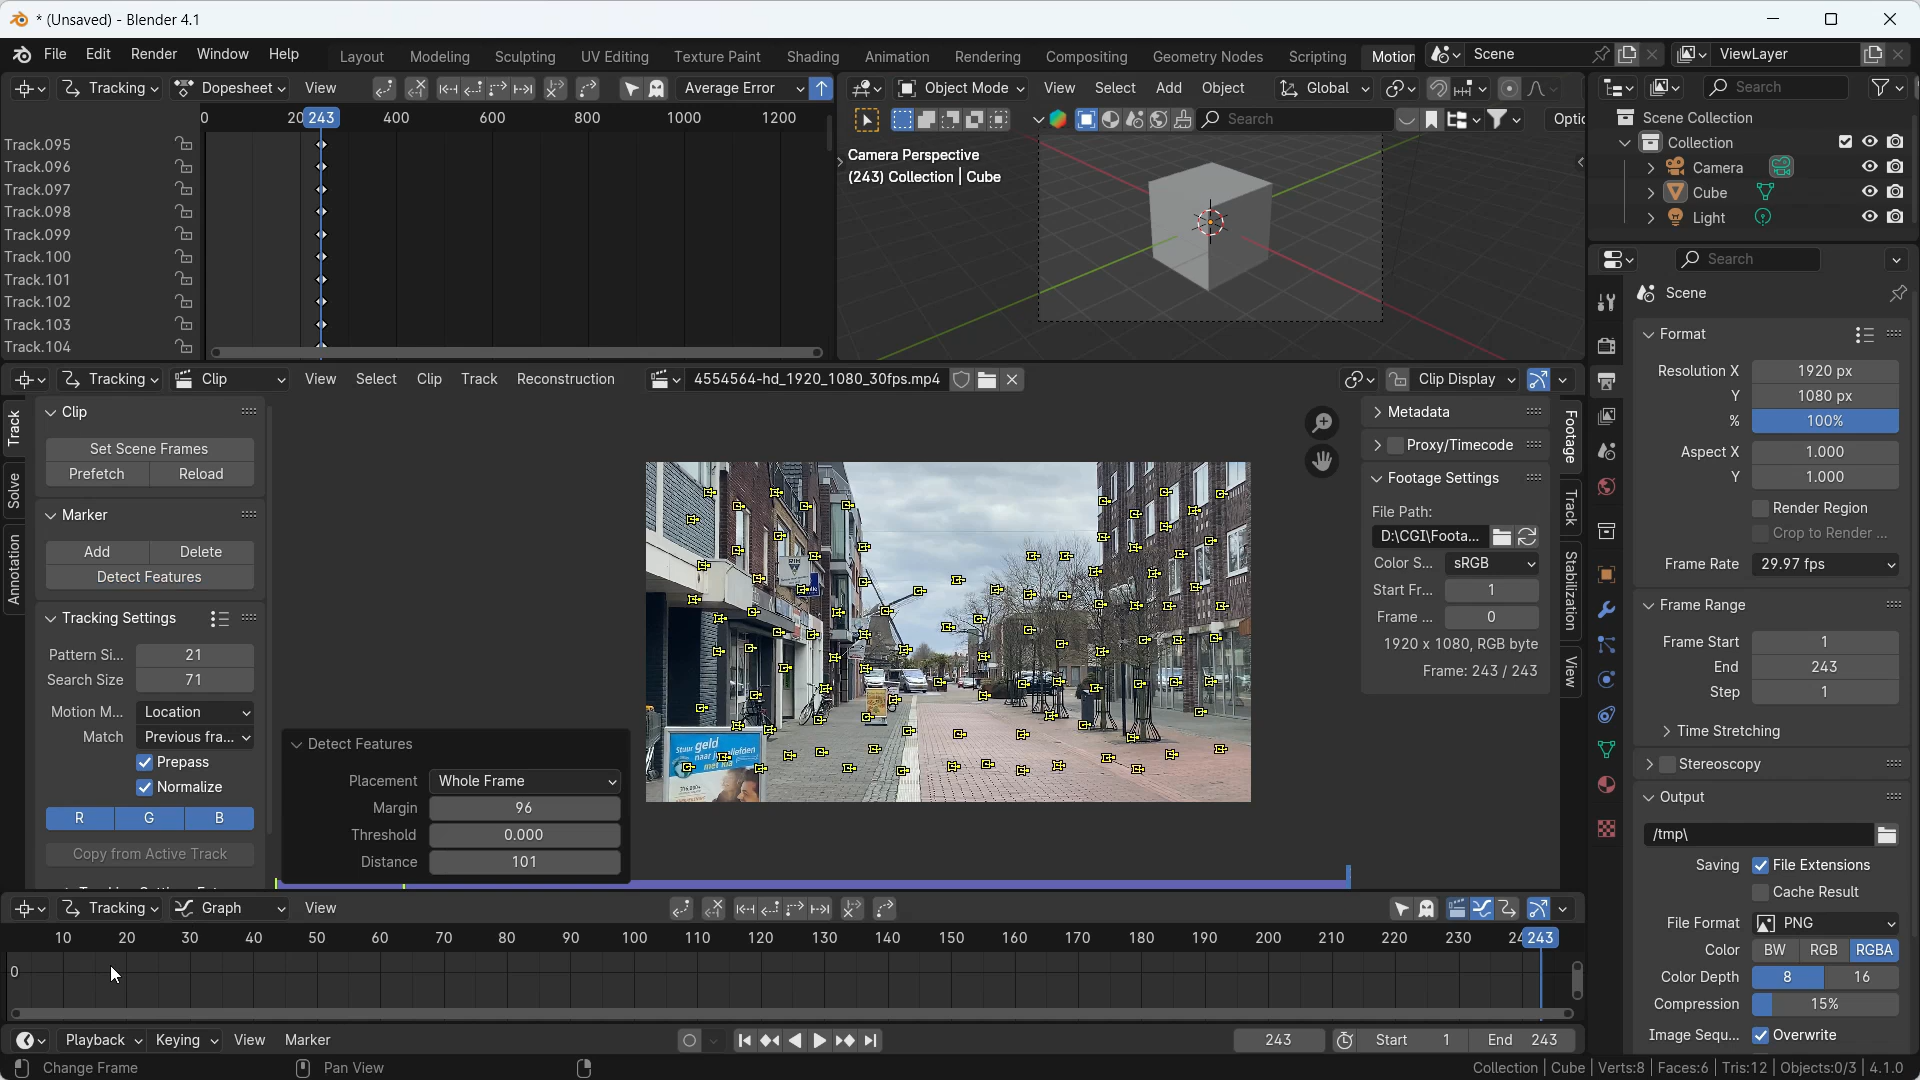 * (Unsaved) - Blender 4.1
File Edit Render Window Help Layout Modeling Sculpting UV Editing Texture Paint Shading Animation Rendering Compositing Geometry Nodes Scripting Motion Scene ViewLayer
Tracking Dopesheet View Average Error
Object Mode View Select Add Object Global
Search
0 20 243 400 600 800 1000 1200
Search
Optic
Track.095
Track.096
Track.097
Track.098
Track.099
Track.100
Track.101
Track.102
Track.103
Track.104
Camera Perspective
(243) Collection | Cube
Scene Collection
Collection
Camera
Cube
Light
Search
Scene
Format
Resolution X 1920 px
Y 1080 px
% 100%
Aspect X 1.000
Y 1.000
Render Region
Crop to Render ...
Frame Rate 29.97 fps
Frame Range
Frame Start 1
End 243
Step 1
Time Stretching
Stereoscopy
Output
/tmp\
Saving File Extensions
Cache Result
File Format PNG
Color BW RGB RGBA
Color Depth 8 16
Compression 15%
Image Sequ... Overwrite
Tracking Clip View Select Clip Track Reconstruction 4554564-hd_1920_1080_30fps.mp4 Clip Display
Track
Solve
Annotation
Clip
Set Scene Frames
Prefetch Reload
Marker
Add Delete
Detect Features
Tracking Settings
Pattern Si... 21
Search Size 71
Motion M... Location
Match Previous fra...
Prepass
Normalize
R G B
Copy from Active Track
Detect Features
Placement Whole Frame
Margin 96
Threshold 0.000
Distance 101
Stuur geld
Metadata
Proxy/Timecode
Footage Settings
File Path:
D:\CGI\Foota...
Color S... sRGB
Start Fr... 1
Frame ... 0
1920 x 1080, RGB byte
Frame: 243 / 243
Footage
Track
Stabilization
View
Tracking Graph View
10 20 30 40 50 60 70 80 90 100 110 120 130 140 150 160 170 180 190 200 210 220 230 24 243
0
Playback Keying View Marker 243 Start 1 End 243
Change Frame Pan View Collection | Cube | Verts:8 | Faces:6 | Tris:12 | Objects:0/3 | 4.1.0